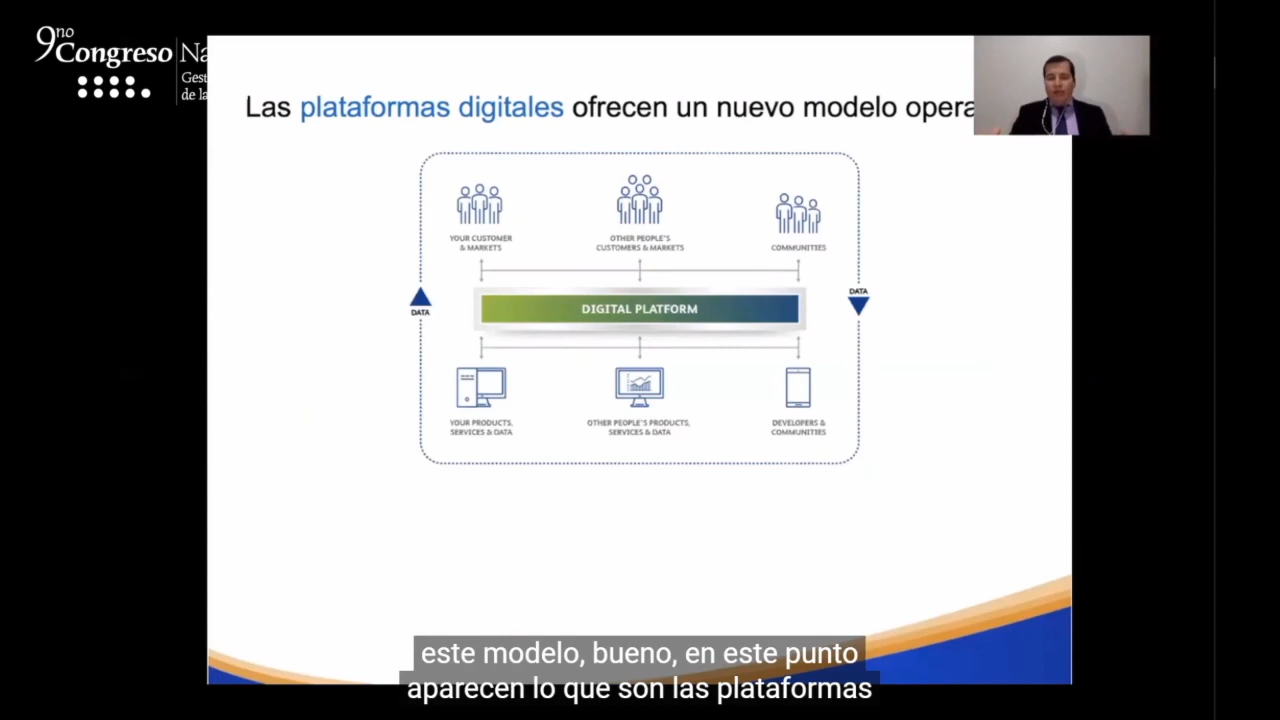 9no
Congreso Na
Gest
de la
Las plataformas digitales ofrecen un nuevo modelo opera
YOUR CUSTOMER
& MARKETS
OTHER PEOPLE'S
CUSTOMERS & MARKETS
COMMUNITIES
DATA
DATA
DIGITAL PLATFORM
YOUR PRODUCTS,
SERVICES & DATA
OTHER PEOPLE'S PRODUCTS,
SERVICES & DATA
DEVELOPERS &
COMMUNITIES
este modelo, bueno, en este punto
aparecen lo que son las plataformas